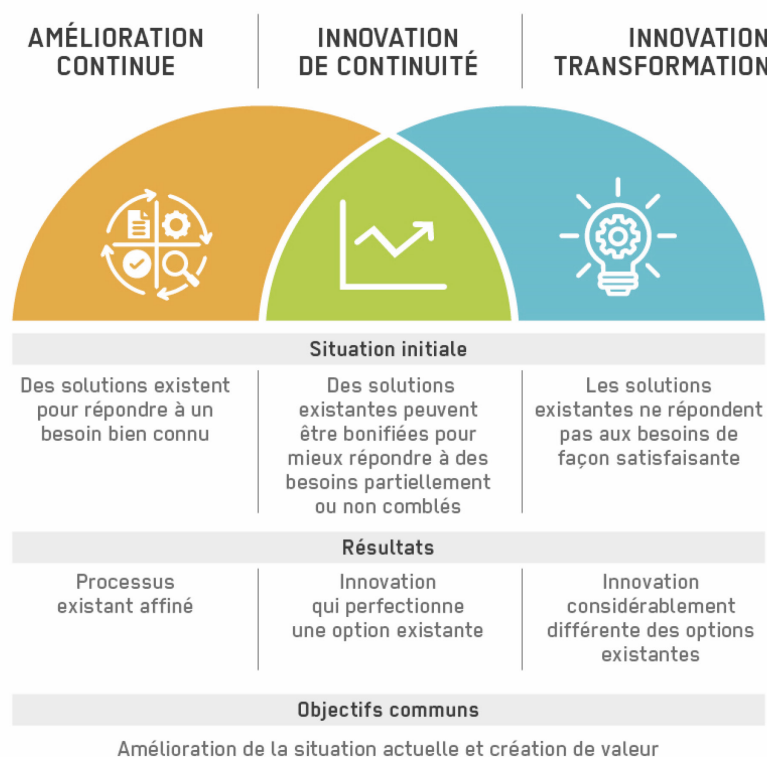 AMÉLIORATION
CONTINUE
INNOVATION
DE CONTINUITÉ
INNOVATION
TRANSFORMATION
Situation initiale
Des solutions existent
pour répondre à un
besoin bien connu
Des solutions
existantes peuvent
être bonifiées pour
mieux répondre à des
besoins partiellement
ou non comblés
Les solutions
existantes ne répondent
pas aux besoins de
façon satisfaisante
Résultats
Processus
existant affiné
Innovation
qui perfectionne
une option existante
Innovation
considérablement
différente des options
existantes
Objectifs communs
Amélioration de la situation actuelle et création de valeur